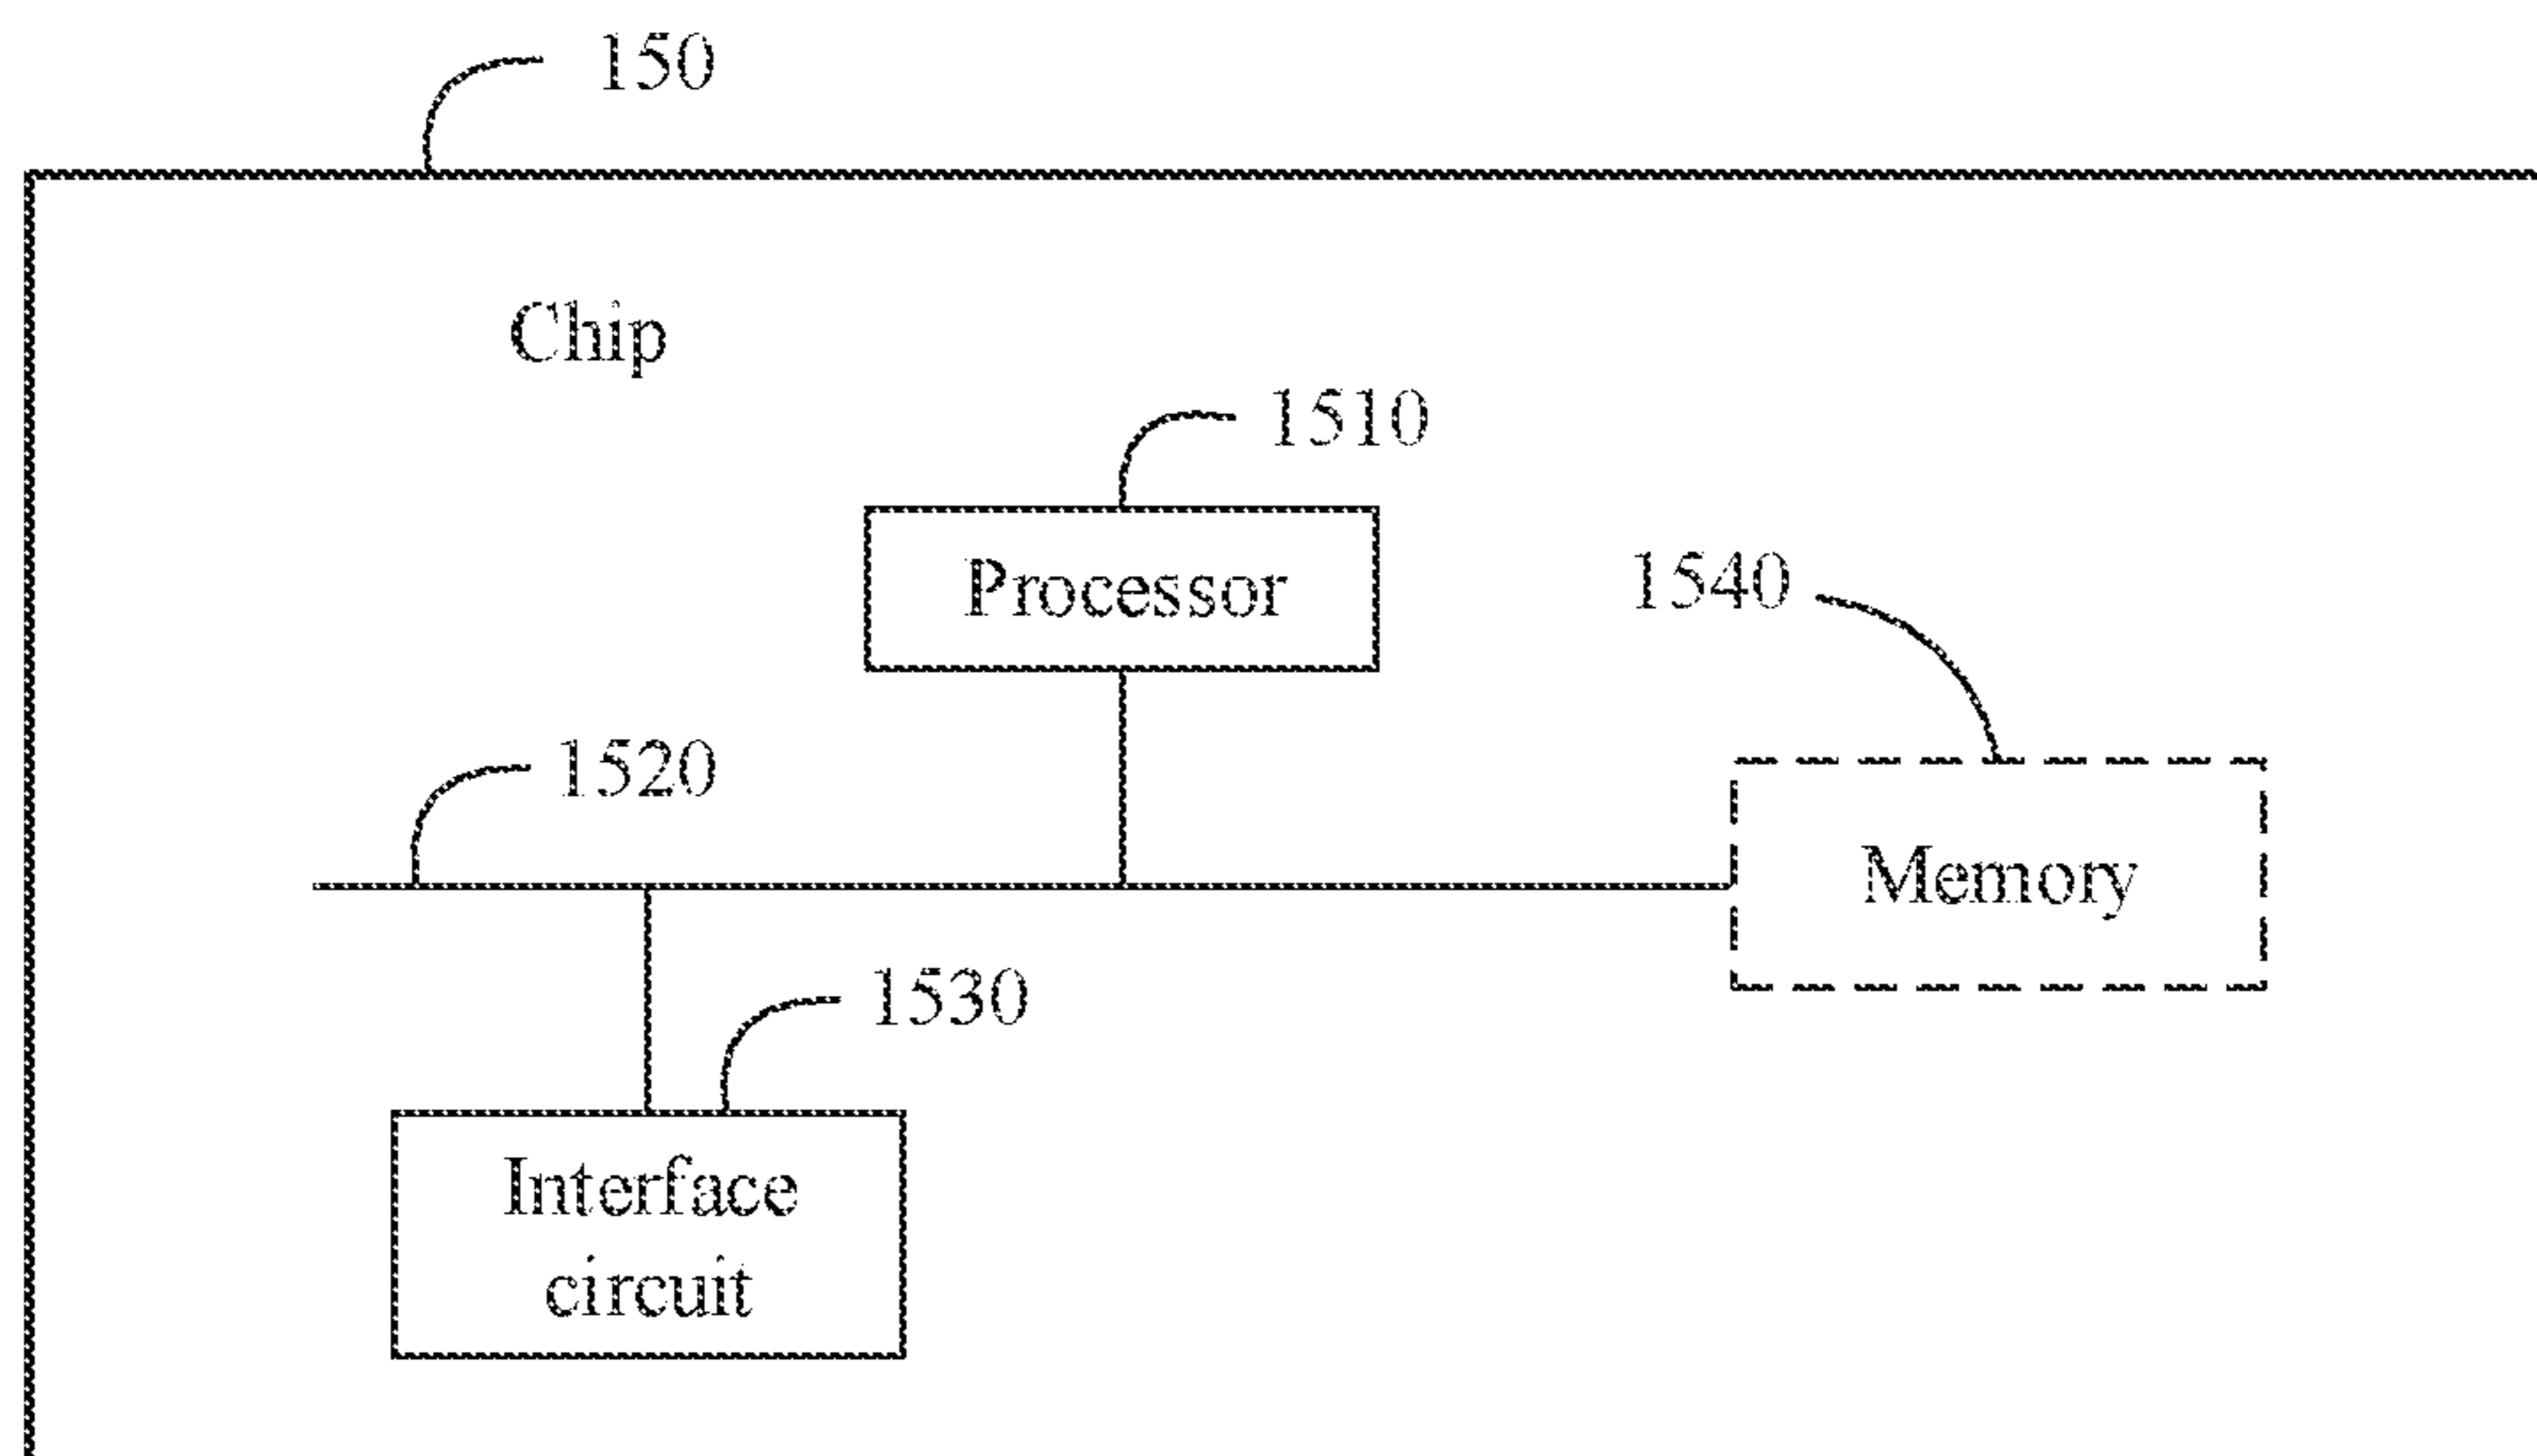 150
Chip
1510
Processor
1540
1520
Memory
1530
Interface
circuit